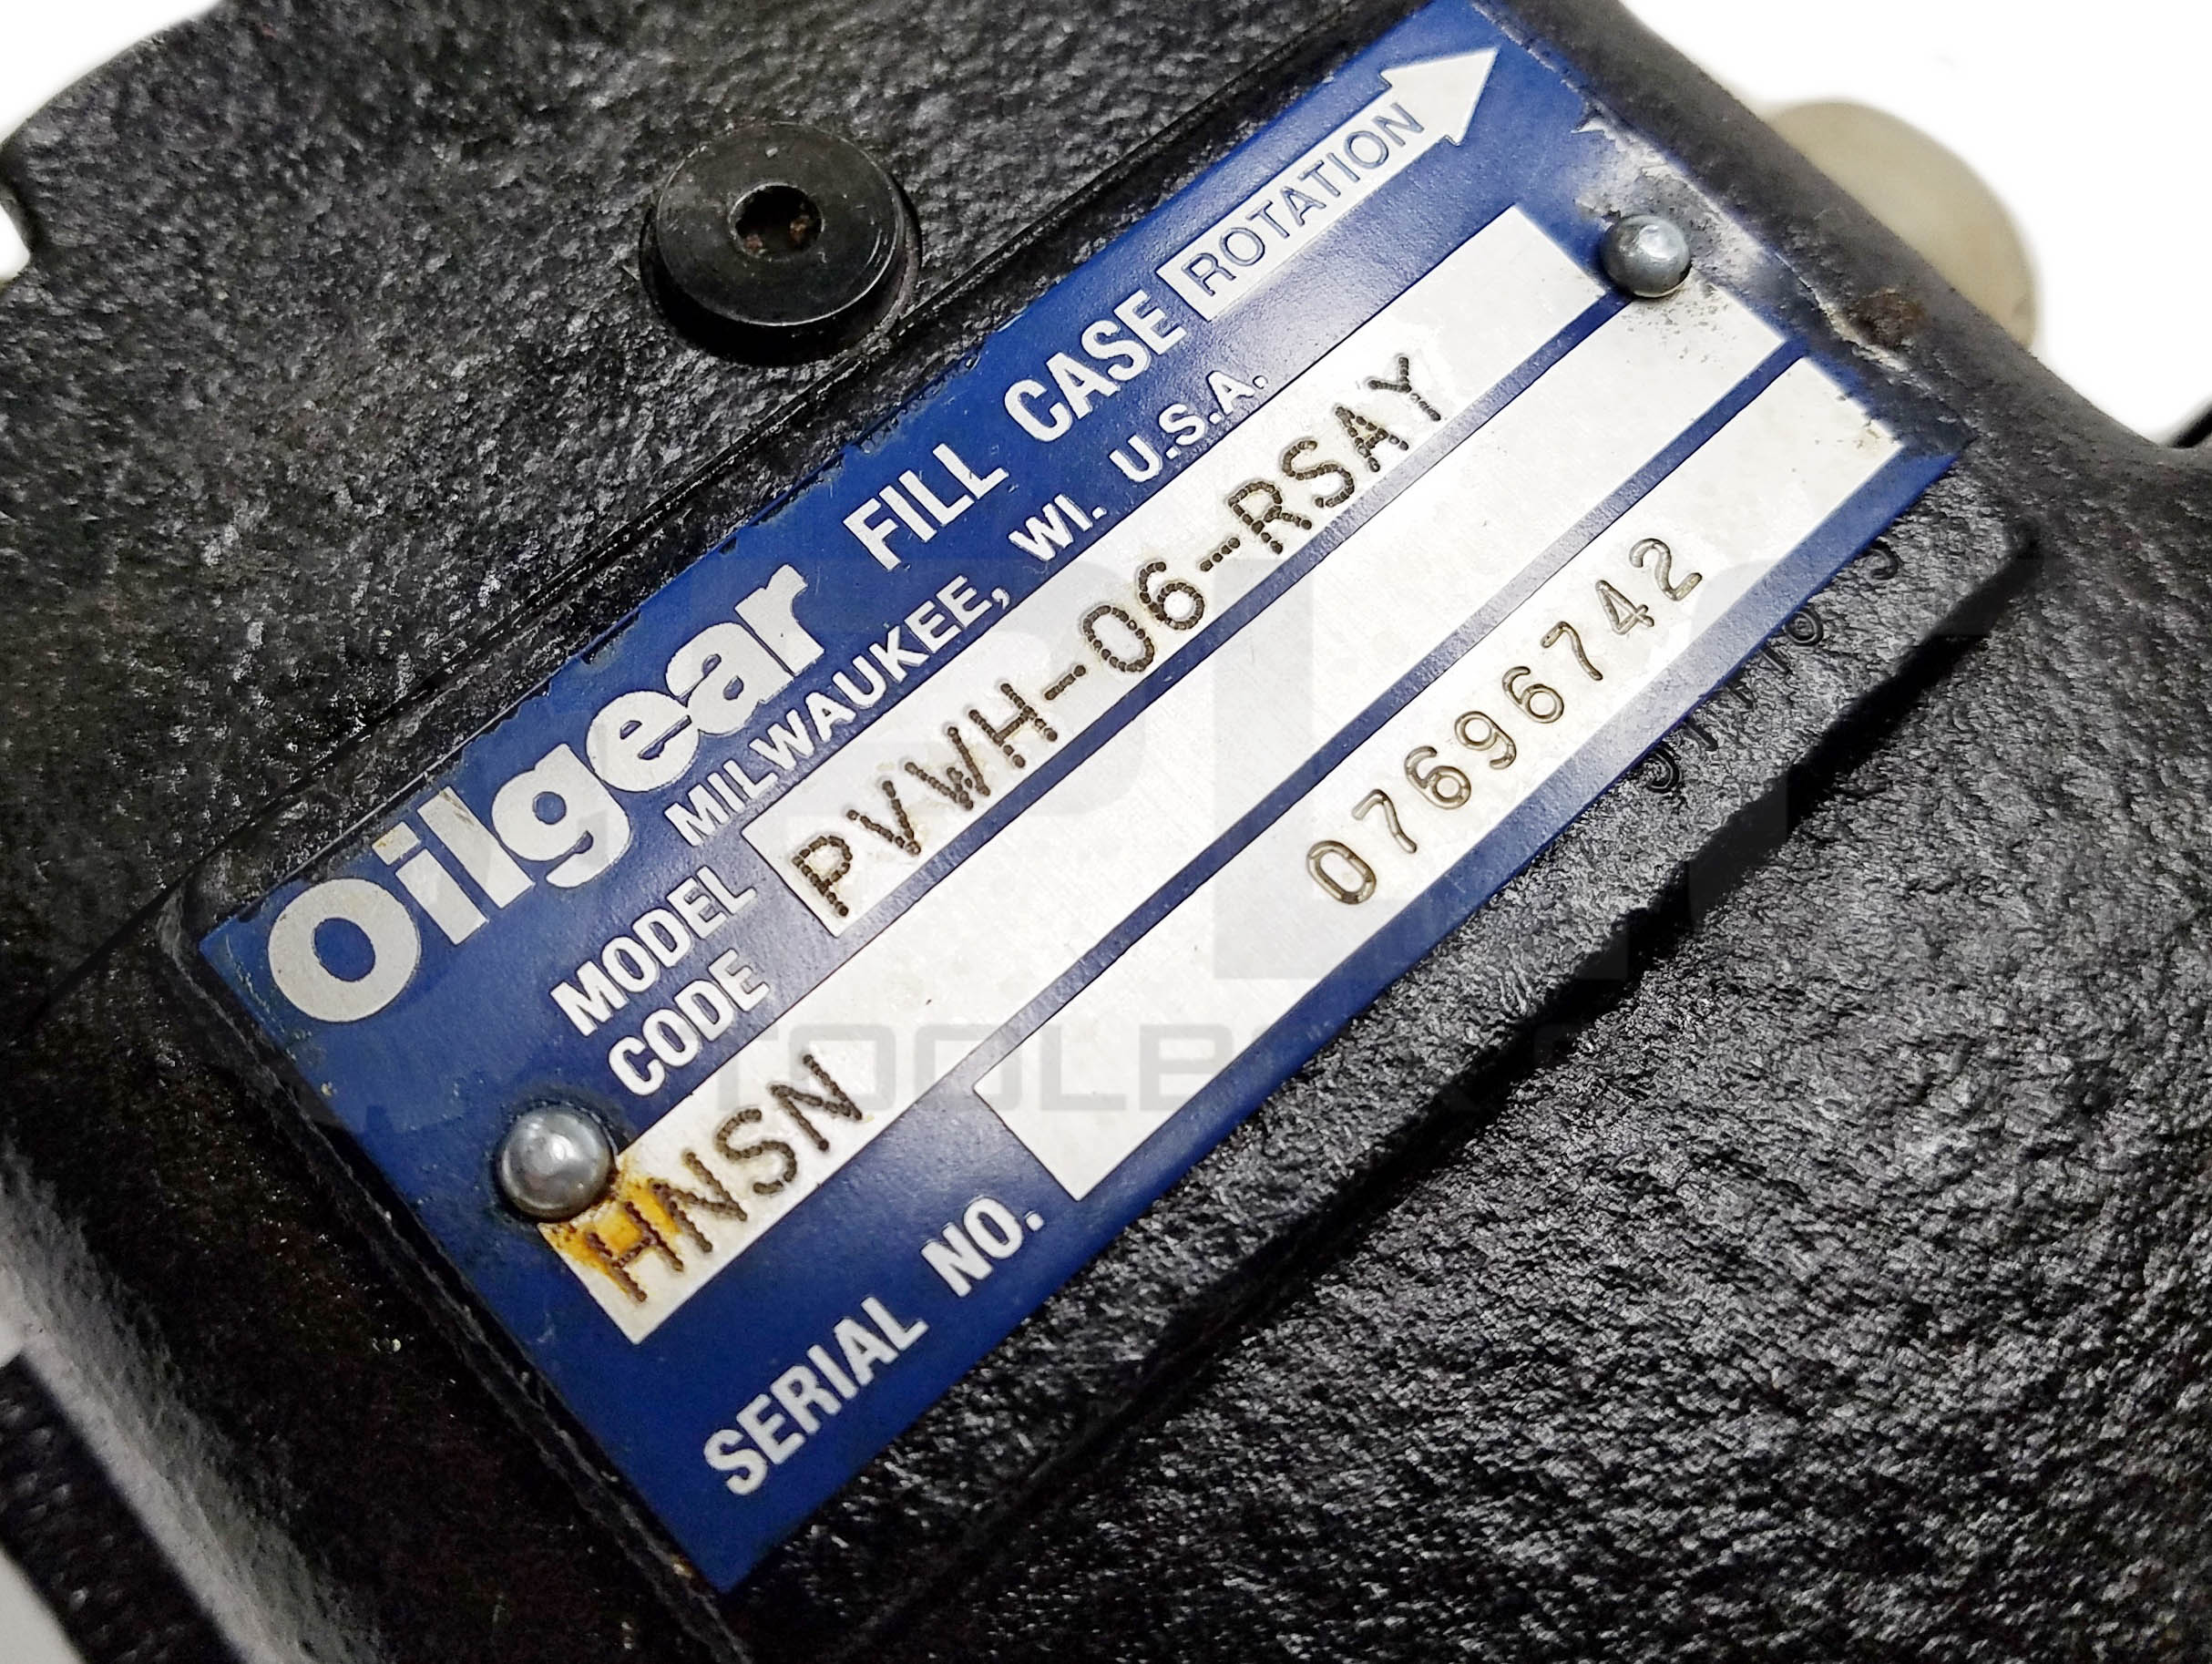 Oilgear FILL CASE ROTATION
MILWAUKEE, WI. U.S.A.
MODEL CODE PVWH-06-RSAY
HNSN
SERIAL NO. 07696742